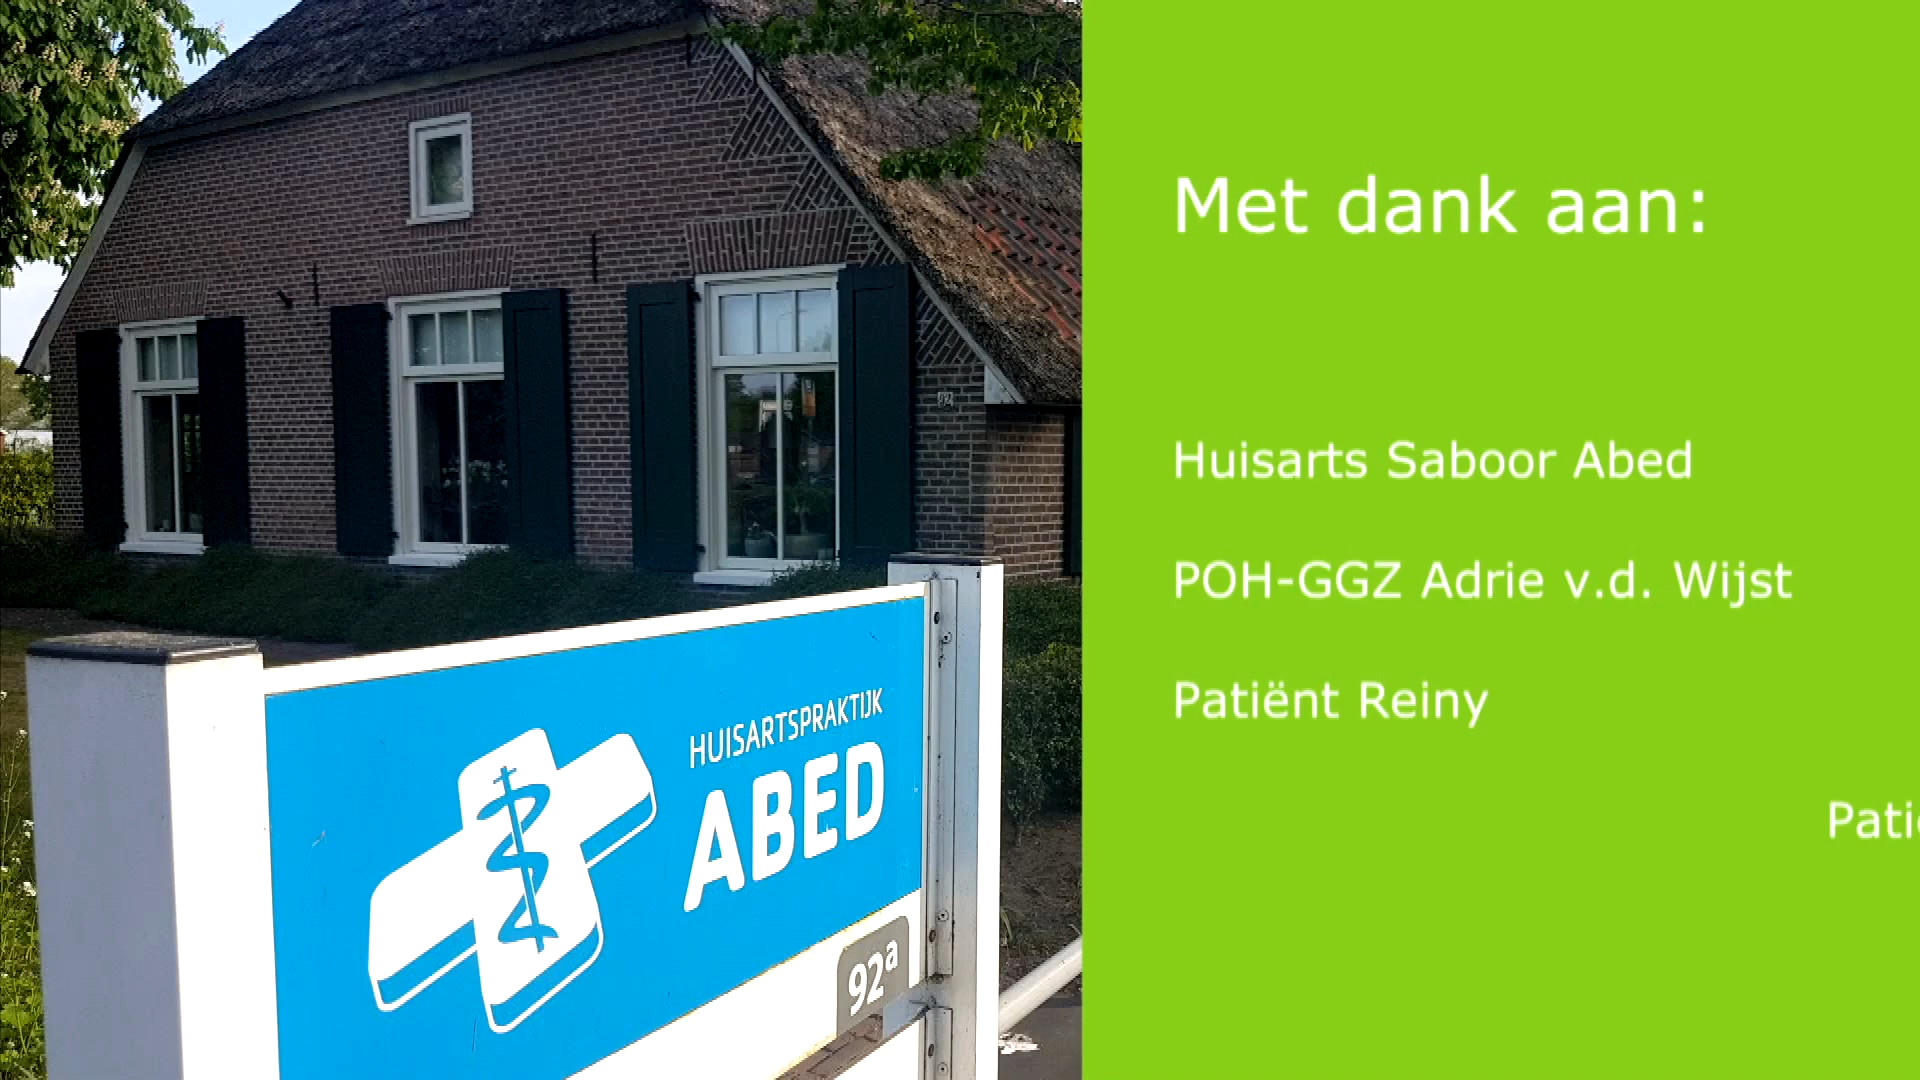 Met dank aan:
Huisarts Saboor Abed
POH-GGZ Adrie v.d. Wijst
Patiënt Reiny
HUISARTSPRAKTIJK
ABED
92a
92